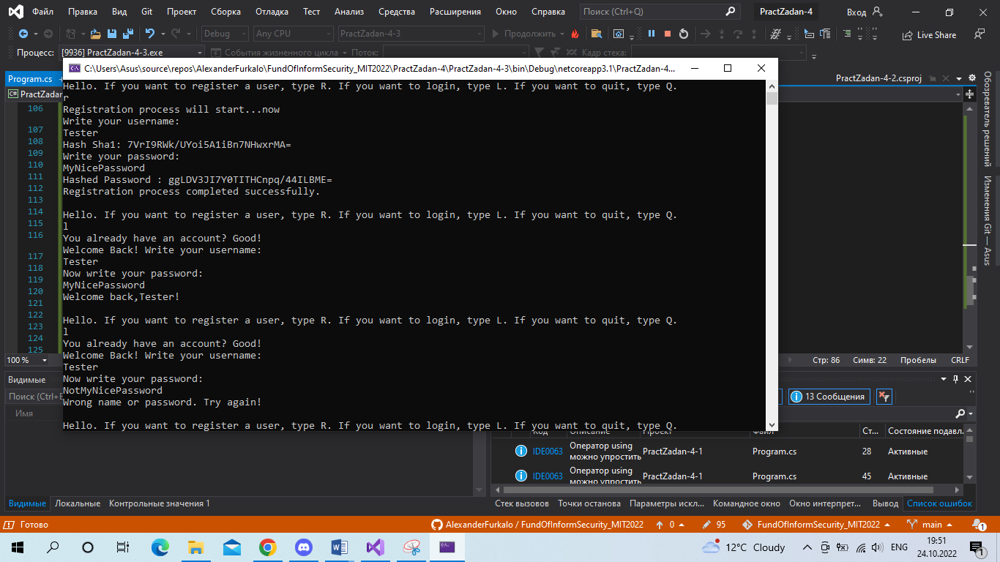 Файл Правка Вид Git Проект Сборка Отладка Тест Анализ Средства Расширения Окно Справка Поиск (Ctrl+Q) PractZadan-4 Вход
Debug Any CPU PractZadan-4-3 Продолжить Live Share
Процесс: [9936] PractZadan-4-3.exe События жизненного цикла Поток: Кадр стека:
C:\Users\Asus\source\repos\AlexanderFurkalo\FundOfInformSecurity_MIT2022\PractZadan-4\PractZadan-4-3\bin\Debug\netcoreapp3.1\PractZadan-4...
Program.cs PractZadan-4-2.csproj
C# PractZadan
Hello. If you want to register a user, type R. If you want to login, type L. If you want to quit, type Q.
r
Registration process will start...now
Write your username:
Tester
Hash Sha1: 7VrI9RWk/UYoi5A1iBn7NHwxrMA=
Write your password:
MyNicePassword
Hashed Password : ggLDV3JI7Y0TITHCnpq/44ILBME=
Registration process completed successfully.
Hello. If you want to register a user, type R. If you want to login, type L. If you want to quit, type Q.
l
You already have an account? Good!
Welcome Back! Write your username:
Tester
Now write your password:
MyNicePassword
Welcome back,Tester!
Hello. If you want to register a user, type R. If you want to login, type L. If you want to quit, type Q.
l
You already have an account? Good!
Welcome Back! Write your username:
Tester
Now write your password:
NotMyNicePassword
Wrong name or password. Try again!
Hello. If you want to register a user, type R. If you want to login, type L. If you want to quit, type Q.
106
107
108
109
110
111
112
113
114
115
116
117
118
119
120
121
122
123
124
125
Обозреватель решений
Изменения Git — Asus
100 % Стр: 86 Симв: 22 Пробелы CRLF
Видимые
Поиск (Ctrl+E
Имя
13 Сообщения
Код Описание Проект Файл Ст... Состояние подавл.
IDE0063 Оператор using можно упростить PractZadan-4-1 Program.cs 28 Активные
IDE0063 Оператор using можно упростить PractZadan-4-1 Program.cs 45 Активные
Видимые Локальные Контрольные значения 1
Стек вызовов Точки останова Параметры искл... Командное окно Окно интерпрет... Вывод Список ошибок
Готово AlexanderFurkalo / FundOfInformSecurity_MIT2022 0 95 FundOfInformSecurity_MIT2022 main 1
12°C Cloudy ENG 19:51
24.10.2022 1